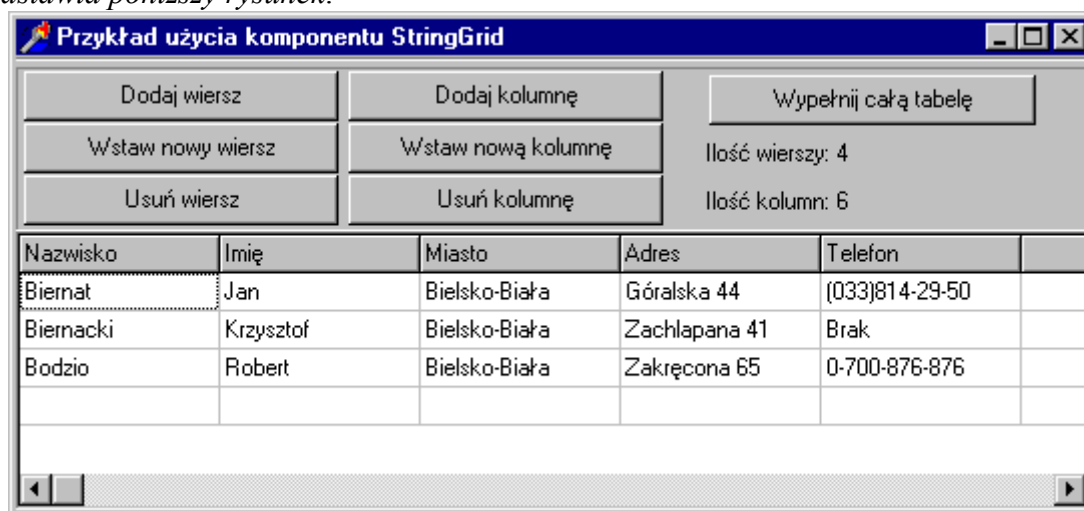 astawia poniższy rysunek:
Przykład użycia komponentu StringGrid
Dodaj wiersz Dodaj kolumnę Wypełnij całą tabelę
Wstaw nowy wiersz Wstaw nową kolumnę Ilość wierszy: 4
Usuń wiersz Usuń kolumnę Ilość kolumn: 6
Nazwisko Imię Miasto Adres Telefon
Biernat Jan Bielsko-Biała Góralska 44 (033)814-29-50
Biernacki Krzysztof Bielsko-Biała Zachlapana 41 Brak
Bodzio Robert Bielsko-Biała Zakręcona 65 0-700-876-876